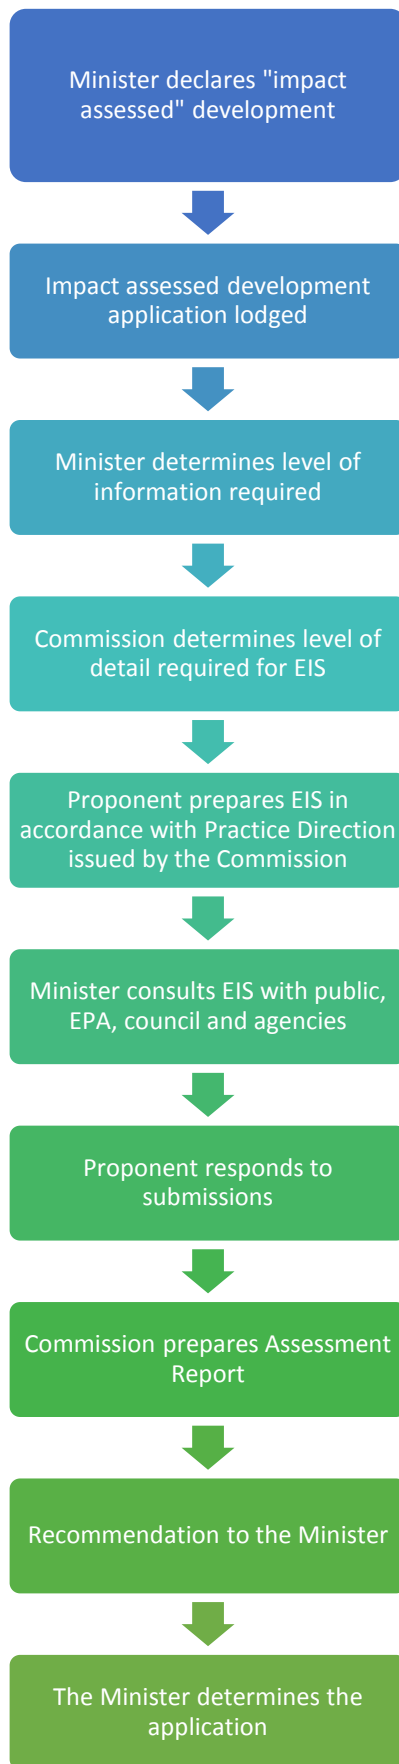 Minister declares "impact
assessed" development
Impact assessed development
application lodged
Minister determines level of
information required
Commission determines level of
detail required for EIS
Proponent prepares EIS in
accordance with Practice Direction
issued by the Commission
Minister consults EIS with public,
EPA, council and agencies
Proponent responds to
submissions
Commission prepares Assessment
Report
Recommendation to the Minister
The Minister determines the
application